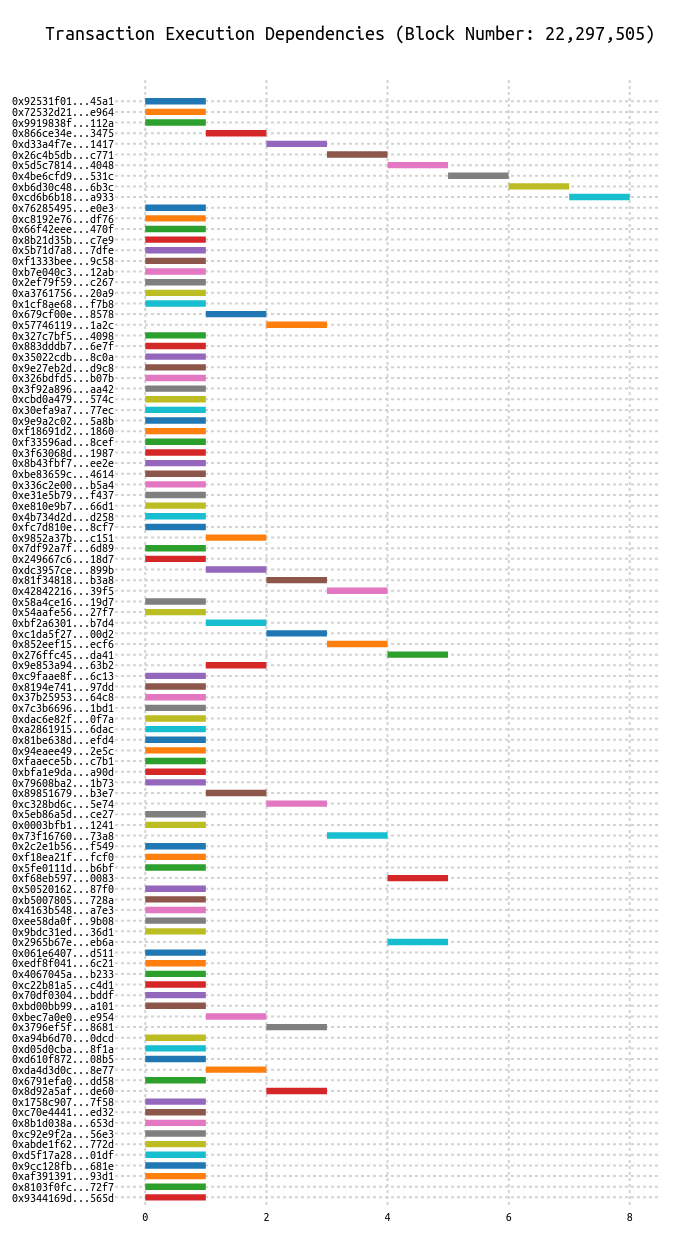 Transaction Execution Dependencies (Block Number: 22,297,505)
0x92531f01...45a1
0x72532d21...e964
0x9919838f...112a
0x866ce34e...3475
0xd33a4f7e...1417
0x26c4b5db...c771
0x5d5c7814...4048
0x4be6cfd9...531c
0xb6d30c48...6b3c
0xcd6b6b18...a933
0x76285495...e0e3
0xc8192e76...df76
0x66f42eee...470f
0x8b21d35b...c7e9
0x5b71d7a8...7dfe
0xf1333bee...9c58
0xb7e040c3...12ab
0x2ef79f59...c267
0xa3761756...20a9
0x1cf8ae68...f7b8
0x679cf00e...8578
0x57746119...1a2c
0x327c7bf5...4098
0x883dddb7...6e7f
0x35022cdb...8c0a
0x9e27eb2d...d9c8
0x326bdfd5...b07b
0x3f92a896...aa42
0xcbd0a479...574c
0x30efa9a7...77ec
0x9e9a2c02...5a8b
0xf18691d2...1860
0xf33596ad...8cef
0x3f63068d...1987
0x8b43fbf7...ee2e
0xbe83659c...4614
0x336c2e00...b5a4
0xe31e5b79...f437
0xe810e9b7...66d1
0x4b734d2d...d258
0xfc7d810e...8cf7
0x9852a37b...c151
0x7df92a7f...6d89
0x249667c6...18d7
0xdc3957ce...899b
0x81f34818...b3a8
0x42842216...39f5
0x58a4ce16...19d7
0x54aafe56...27f7
0xbf2a6301...b7d4
0xc1da5f27...00d2
0x852eef15...ecf6
0x276ffc45...da41
0x9e853a94...63b2
0xc9faae8f...6c13
0x8194e741...97dd
0x37b25953...64c8
0x7c3b6696...1bd1
0xdac6e82f...0f7a
0xa2861915...6dac
0x81be638d...efd4
0x94eaee49...2e5c
0xfaaece5b...c7b1
0xbfa1e9da...a90d
0x79608ba2...1b73
0x89851679...b3e7
0xc328bd6c...5e74
0x5eb86a5d...ce27
0x0003bfb1...1241
0x73f16760...73a8
0x2c2e1b56...f549
0xf18ea21f...fcf0
0x5fe0111d...b6bf
0xf68eb597...0083
0x50520162...87f0
0xb5007805...728a
0x4163b548...a7e3
0xee58da0f...9b08
0x9bdc31ed...36d1
0x2965b67e...eb6a
0x061e6407...d511
0xedf8f041...6c21
0x4067045a...b233
0xc22b81a5...c4d1
0x70df0304...bddf
0xbd00bb99...a101
0xbec7a0e0...e954
0x3796ef5f...8681
0xa94b6d70...0dcd
0xd05d0cba...8f1a
0xd610f872...08b5
0xda4d3d0c...8e77
0x6791efa0...dd58
0x8d92a5af...de60
0x1758c907...7f58
0xc70e4441...ed32
0x8b1d038a...653d
0xc92e9f2a...56e3
0xabde1f62...772d
0xd5f17a28...01df
0x9cc128fb...681e
0xaf391391...93d1
0x8103f0fc...72f7
0x9344169d...565d
0 2 4 6 8